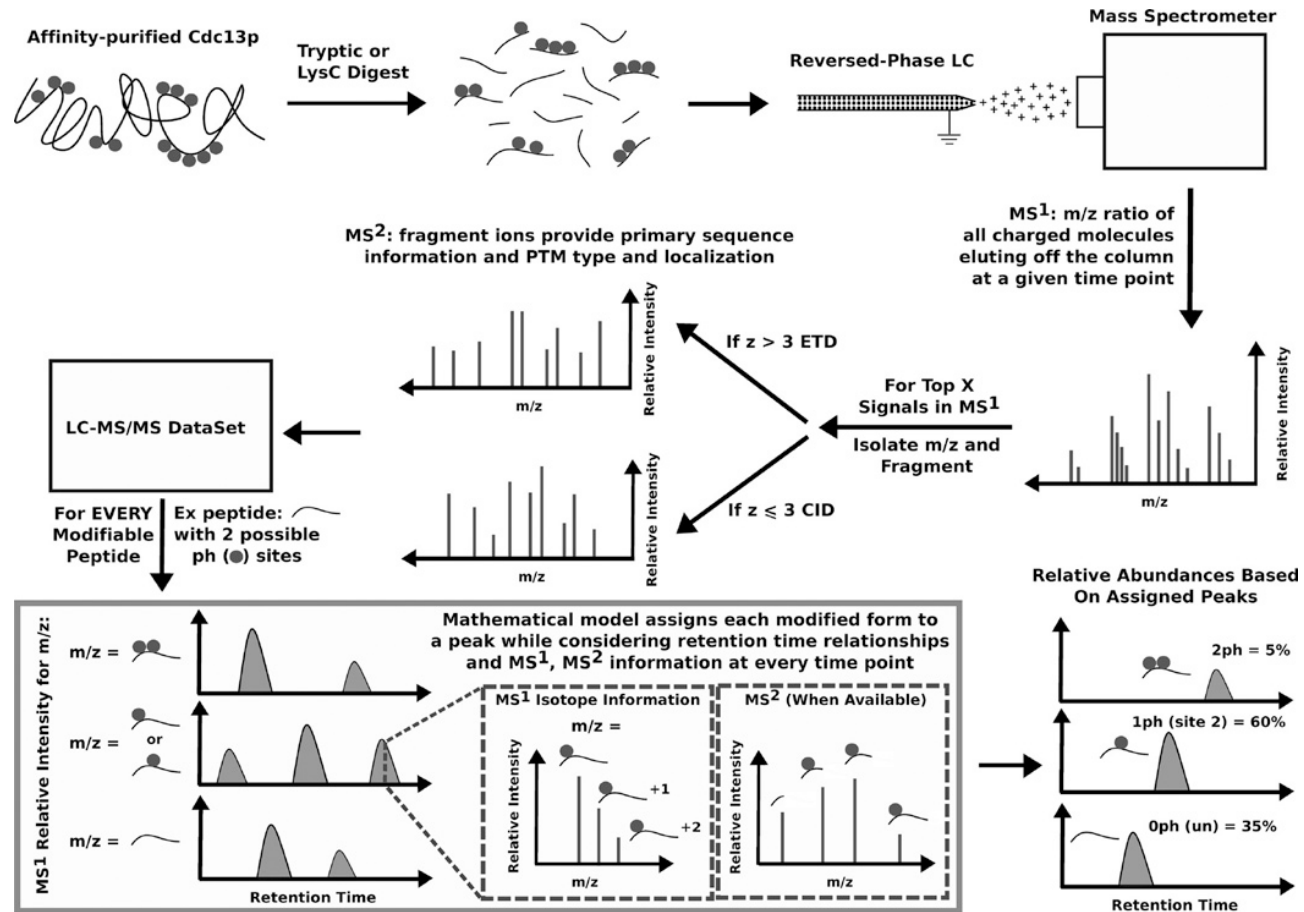 Affinity-purified Cdc13p
Tryptic or
LysC Digest
Reversed-Phase LC
Mass Spectrometer
MS1: m/z ratio of
all charged molecules
eluting off the column
at a given time point
MS2: fragment ions provide primary sequence
information and PTM type and localization
Relative Intensity
m/z
If z > 3 ETD
For Top X
Signals in MS1
Isolate m/z and
Fragment
Relative Intensity
m/z
If z ⩽ 3 CID
Relative Intensity
m/z
LC-MS/MS DataSet
For EVERY
Modifiable
Peptide
Ex peptide:
with 2 possible
ph ( ) sites
MS1 Relative Intensity for m/z:
m/z =
m/z =
or
m/z =
Retention Time
Mathematical model assigns each modified form to
a peak while considering retention time relationships
and MS1, MS2 information at every time point
MS1 Isotope Information
m/z =
+1
+2
Relative Intensity
m/z
MS2 (When Available)
Relative Intensity
m/z
Relative Abundances Based
On Assigned Peaks
2ph = 5%
1ph (site 2) = 60%
0ph (un) = 35%
Retention Time